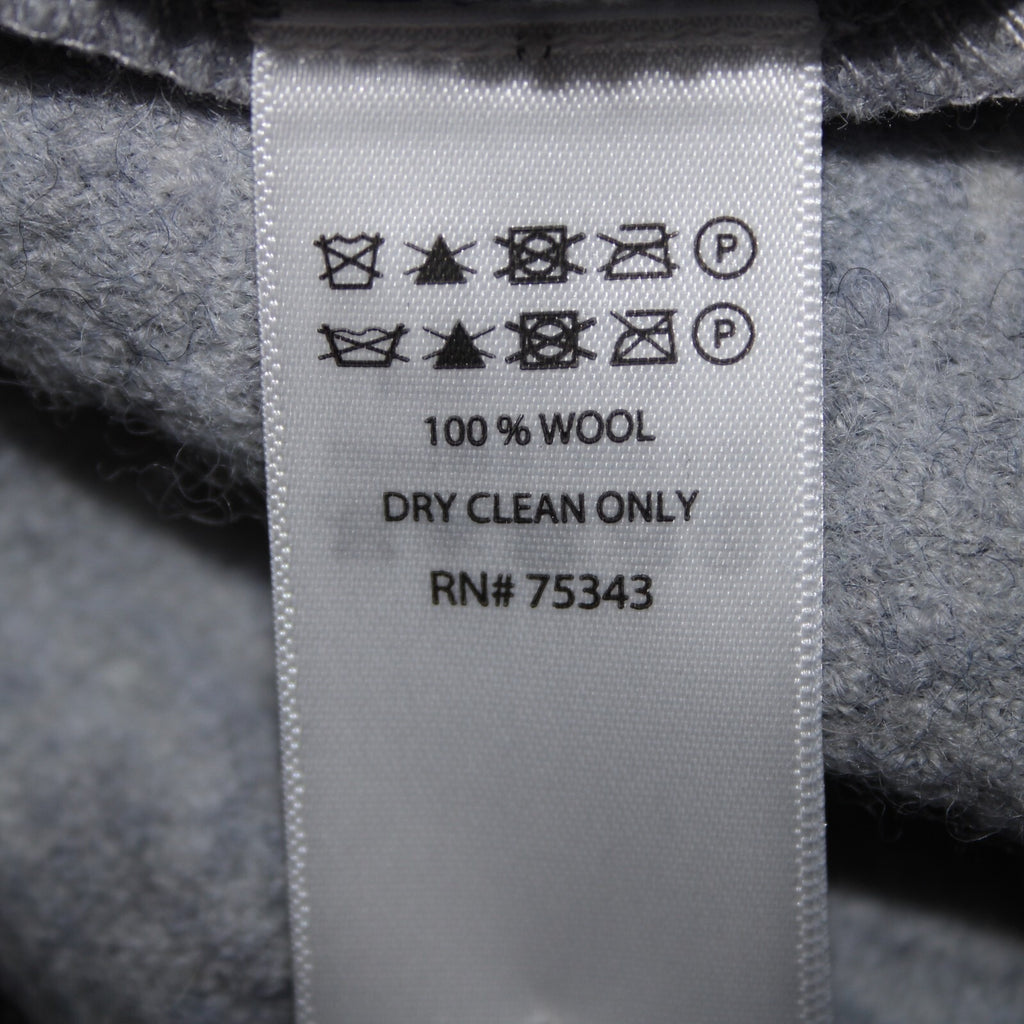 P
P
100 % WOOL
DRY CLEAN ONLY
RN# 75343